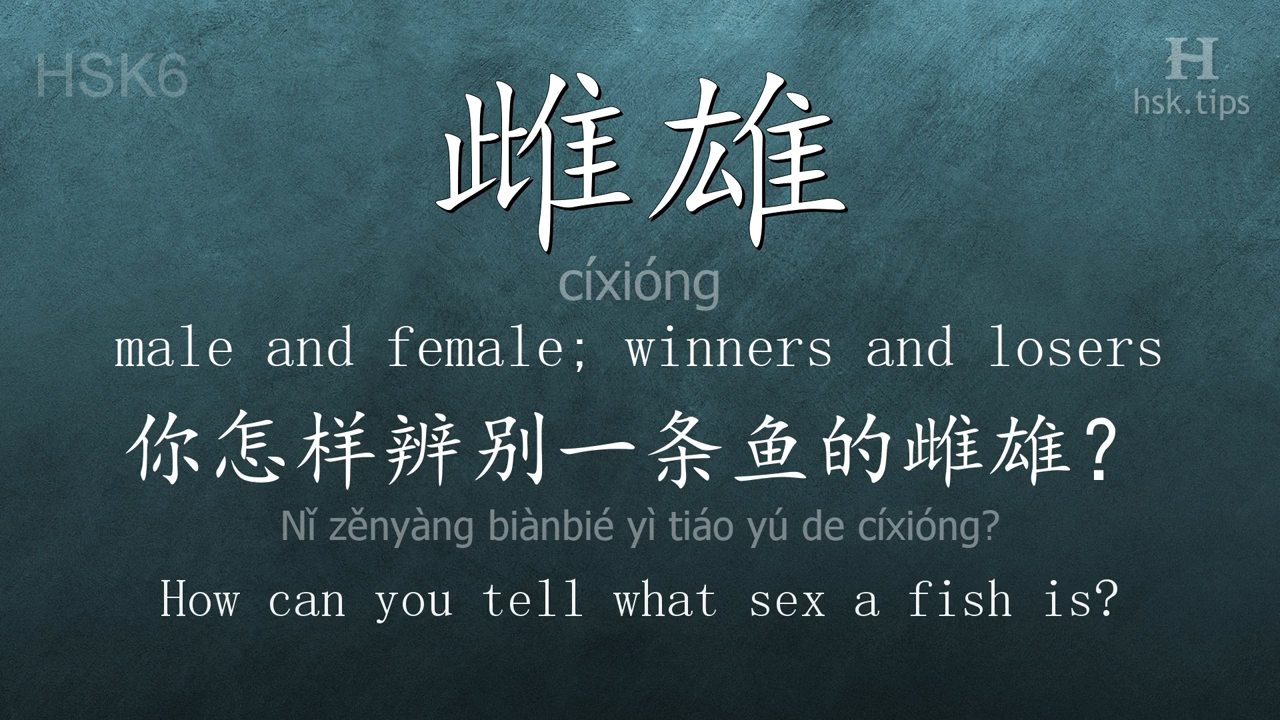 HSK6
H
hsk.tips
雌雄
cíxióng
male and female; winners and losers
你怎样辨别一条鱼的雌雄？
Nǐ zěnyàng biànbié yì tiáo yú de cíxióng?
How can you tell what sex a fish is?